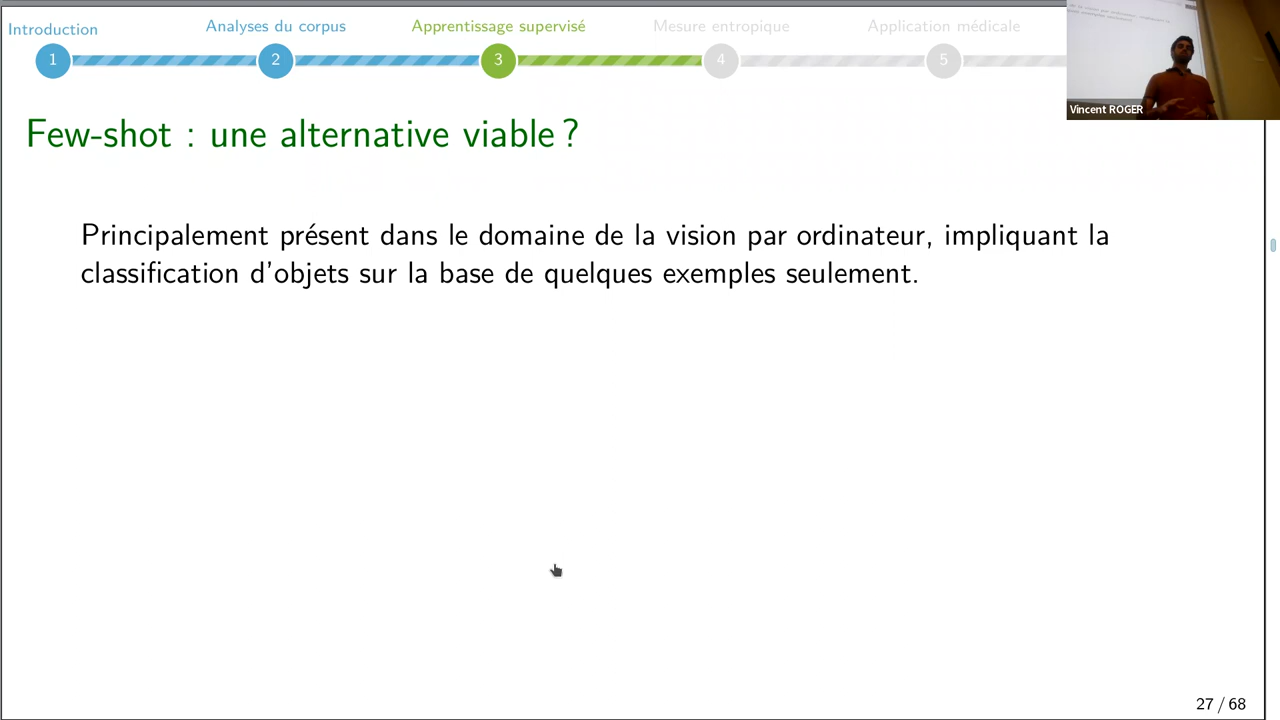 Introduction
Analyses du corpus
Apprentissage supervisé
Mesure entropique
Application médicale
1
2
3
4
5
Vincent ROGER
Few-shot : une alternative viable ?
Principalement présent dans le domaine de la vision par ordinateur, impliquant la
classification d'objets sur la base de quelques exemples seulement.
27 / 68